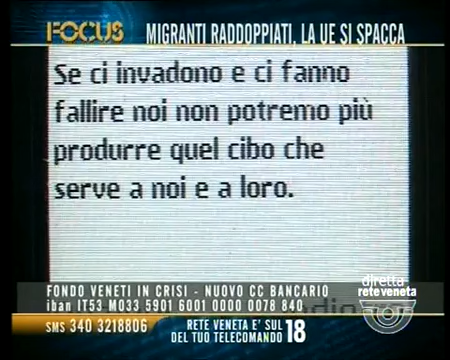 FOCUS
MIGRANTI RADDOPPIATI, LA UE SI SPACCA
Se ci invadono e ci fanno
fallire noi non potremo più
produrre quel cibo che
serve a noi e a loro.
diretta
reteveneta
FONDO VENETI IN CRISI - NUOVO CC BANCARIO
iban IT53 M033 5901 6001 0000 0078 840
SMS 340 3218806
RETE VENETA E' SUL
DEL TUO TELECOMANDO
18